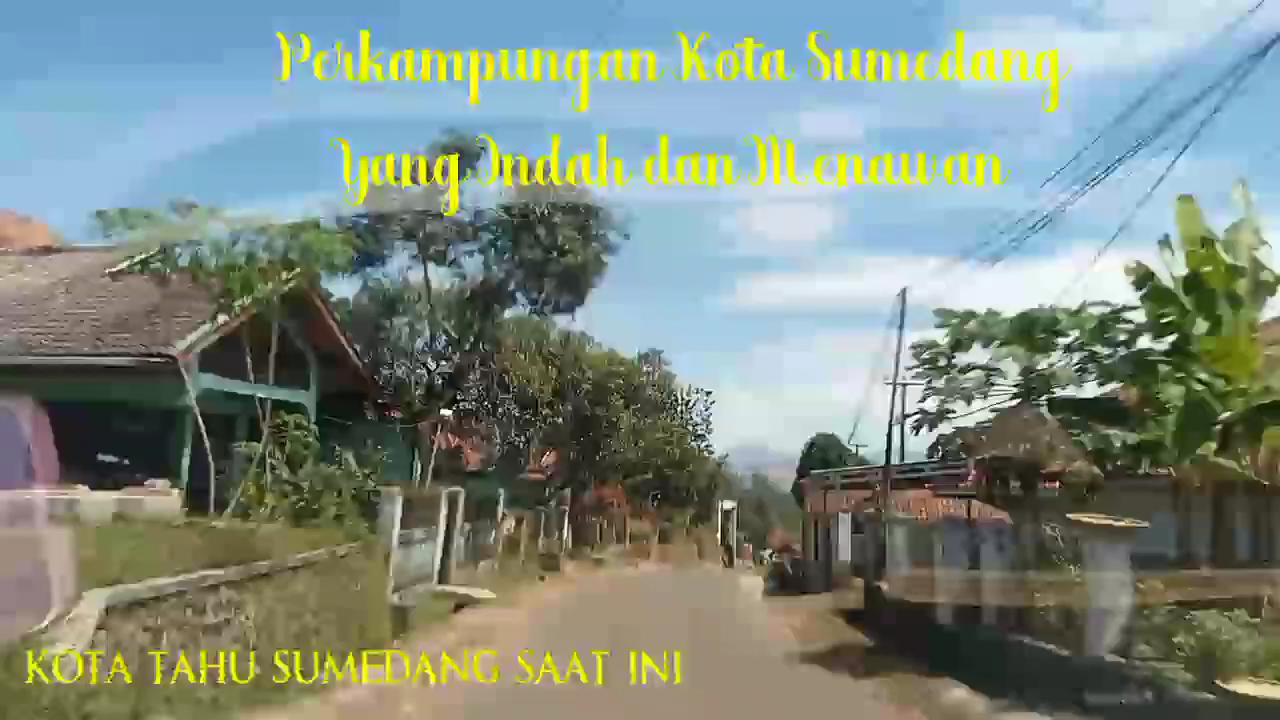 Perkampungan Kota Sumedang
Yang Indah dan Menawan
KOTA TAHU SUMEDANG SAAT INI